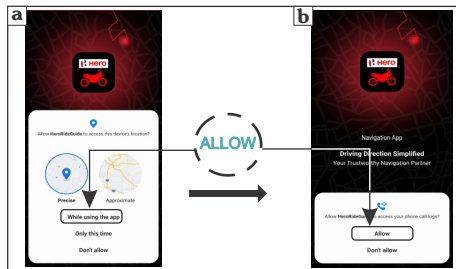 a
Hero
Allow HeroRideGuide to access this device's location?
Precise
Approximate
While using the app
Only this time
Don't allow
ALLOW
b
Hero
Navigation App
Driving Direction Simplified
Your Trustworthy Navigation Partner
Allow HeroRideGuide to access your phone call logs?
Allow
Don't allow